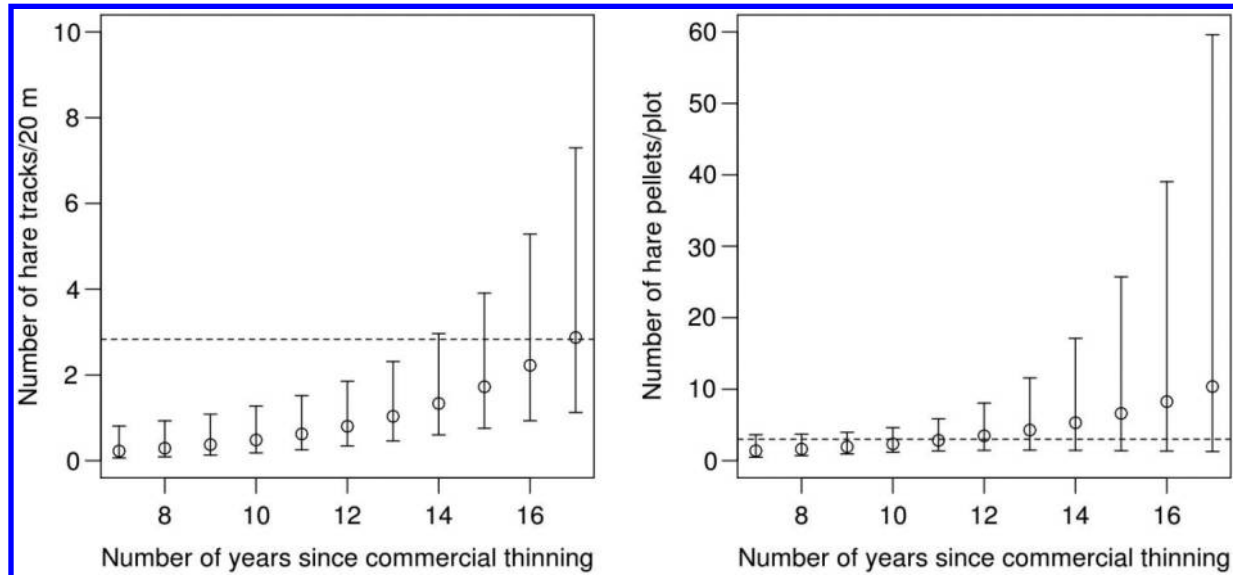 Number of hare tracks/20 m
10
8
6
4
2
0
8 10 12 14 16
Number of years since commercial thinning
Number of hare pellets/plot
60
50
40
30
20
10
0
8 10 12 14 16
Number of years since commercial thinning